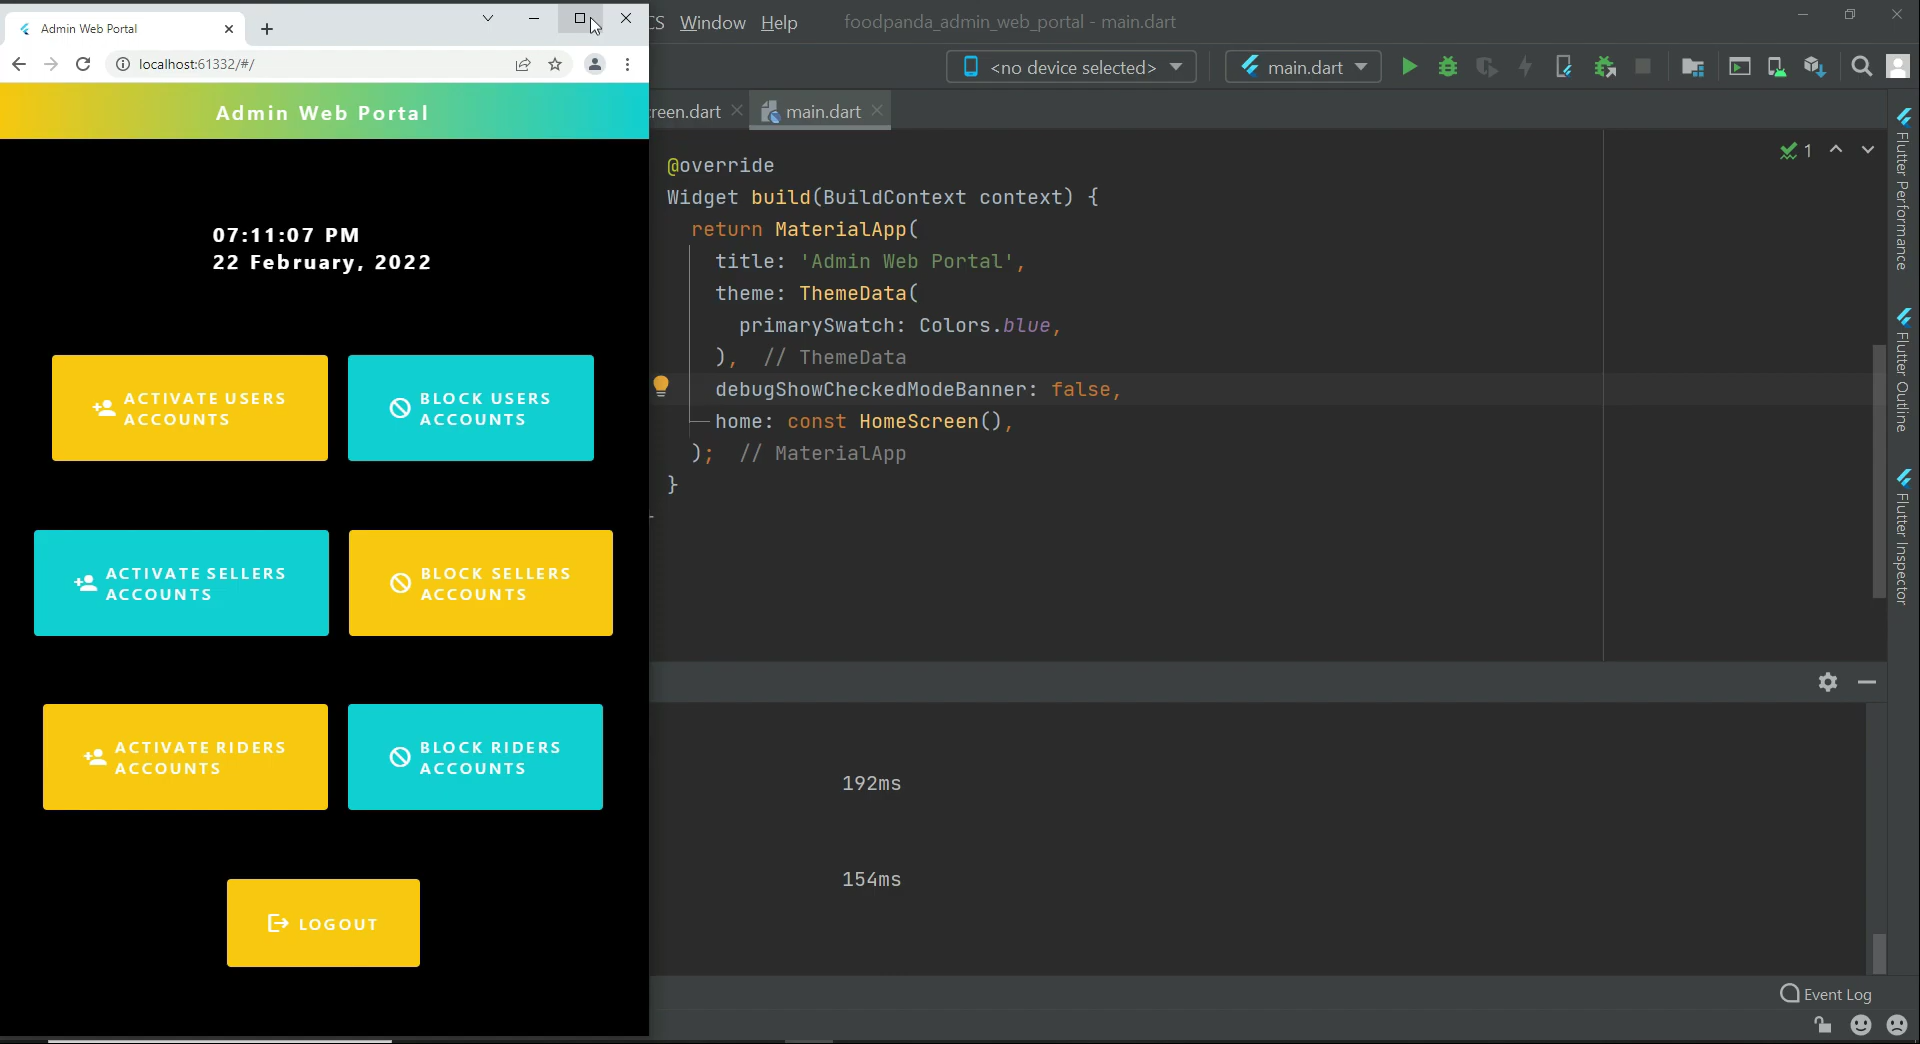 Admin Web Portal
localhost:61332/#/
Admin Web Portal
07:11:07 PM
22 February, 2022
ACTIVATE USERS
ACCOUNTS
BLOCK USERS
ACCOUNTS
ACTIVATE SELLERS
ACCOUNTS
BLOCK SELLERS
ACCOUNTS
ACTIVATE RIDERS
ACCOUNTS
BLOCK RIDERS
ACCOUNTS
LOGOUT
CS Window Help foodpanda_admin_web_portal - main.dart
<no device selected> main.dart
reen.dart main.dart
@override
Widget build(BuildContext context) {
return MaterialApp(
title: 'Admin Web Portal',
theme: ThemeData(
primarySwatch: Colors.blue,
), // ThemeData
debugShowCheckedModeBanner: false,
home: const HomeScreen(),
); // MaterialApp
}
1
192ms
154ms
Flutter Performance
Flutter Outline
Flutter Inspector
Event Log